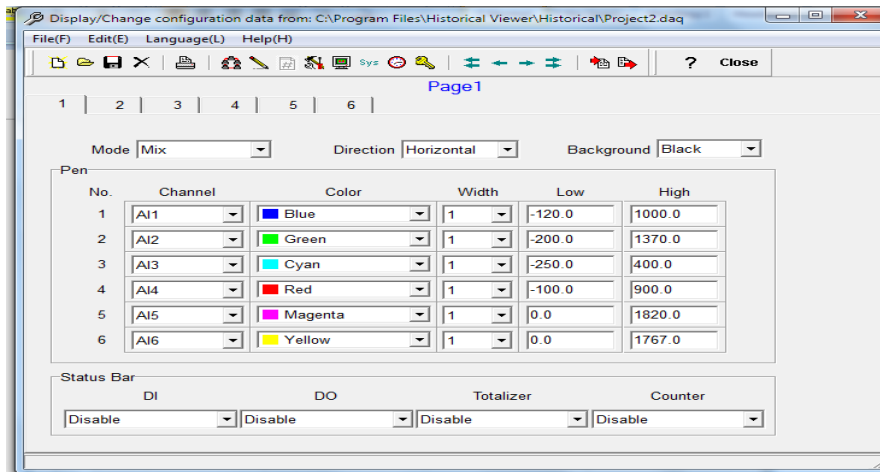 Display/Change configuration data from: C:\Program Files\Historical Viewer\Historical\Project2.daq
File(F) Edit(E) Language(L) Help(H)
Sys ? Close
Page1
1 2 3 4 5 6
Mode Mix Direction Horizontal Background Black
Pen
No. Channel Color Width Low High
1 AI1 Blue 1 -120.0 1000.0
2 AI2 Green 1 -200.0 1370.0
3 AI3 Cyan 1 -250.0 400.0
4 AI4 Red 1 -100.0 900.0
5 AI5 Magenta 1 0.0 1820.0
6 AI6 Yellow 1 0.0 1767.0
Status Bar
DI DO Totalizer Counter
Disable Disable Disable Disable